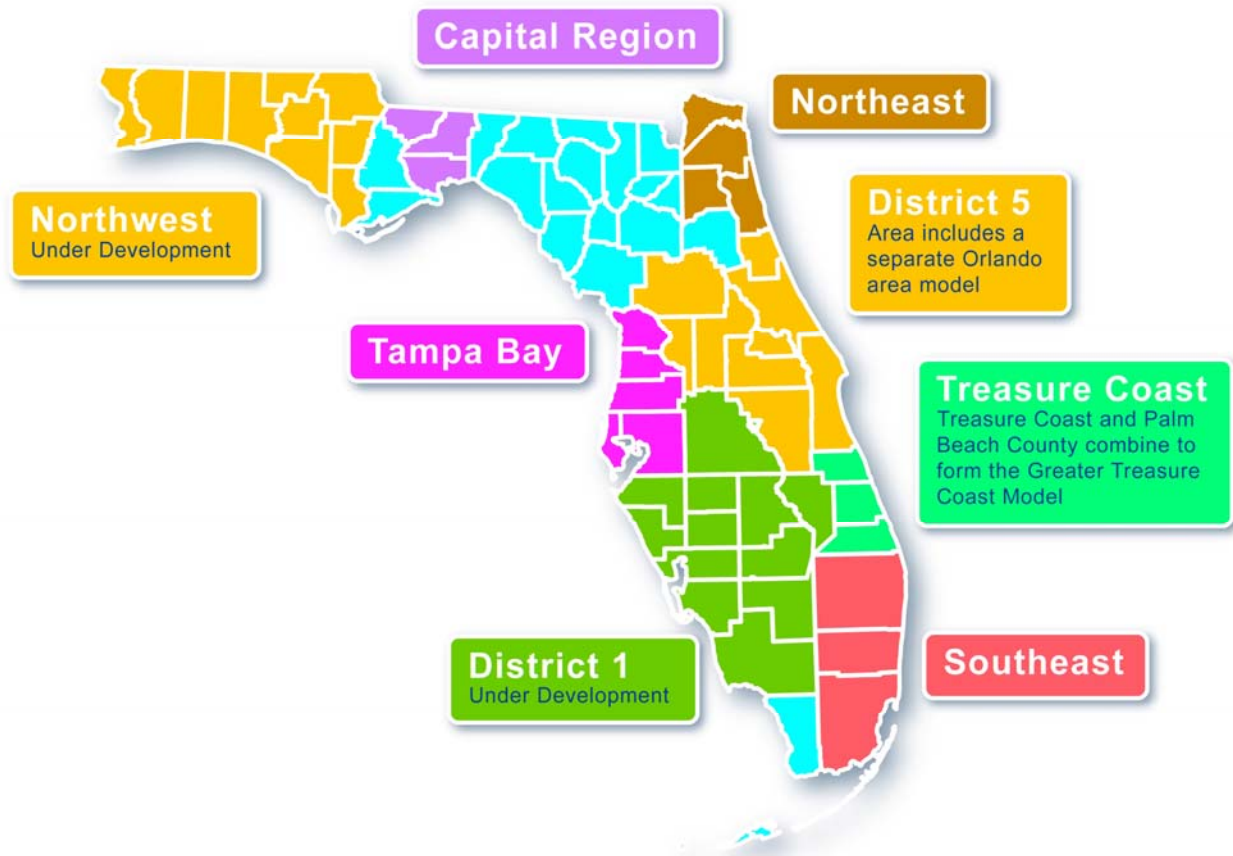 Capital Region
Northeast
Northwest
Under Development
District 5
Area includes a
separate Orlando
area model
Tampa Bay
Treasure Coast
Treasure Coast and Palm
Beach County combine to
form the Greater Treasure
Coast Model
District 1
Under Development
Southeast